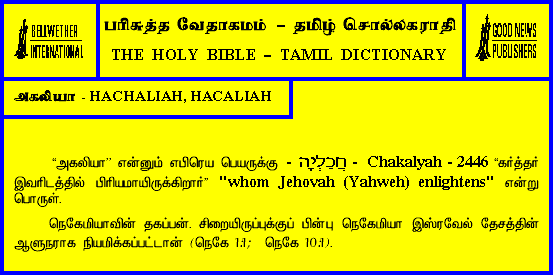 BELLWETHER
INTERNATIONAL
பரிசுத்த வேதாகமம் – தமிழ் சொல்லகராதி
THE HOLY BIBLE – TAMIL DICTIONARY
GOOD NEWS
PUBLISHERS
அகலியா - HACHALIAH, HACALIAH
“அகலியா” என்னும் எபிரெய பெயருக்கு - חֲכַלְיָה - Chakalyah - 2446 “கர்த்தர்
இவரிடத்தில் பிரியமாயிருக்கிறார்” "whom Jehovah (Yahweh) enlightens" என்று
பொருள்.
நெகேமியாவின் தகப்பன். சிறையிருப்புக்குப் பின்பு நெகேமியா இஸ்ரவேல் தேசத்தின்
ஆளுநராக நியமிக்கப்பட்டான் (நெகே 1:1; நெகே 10:1).